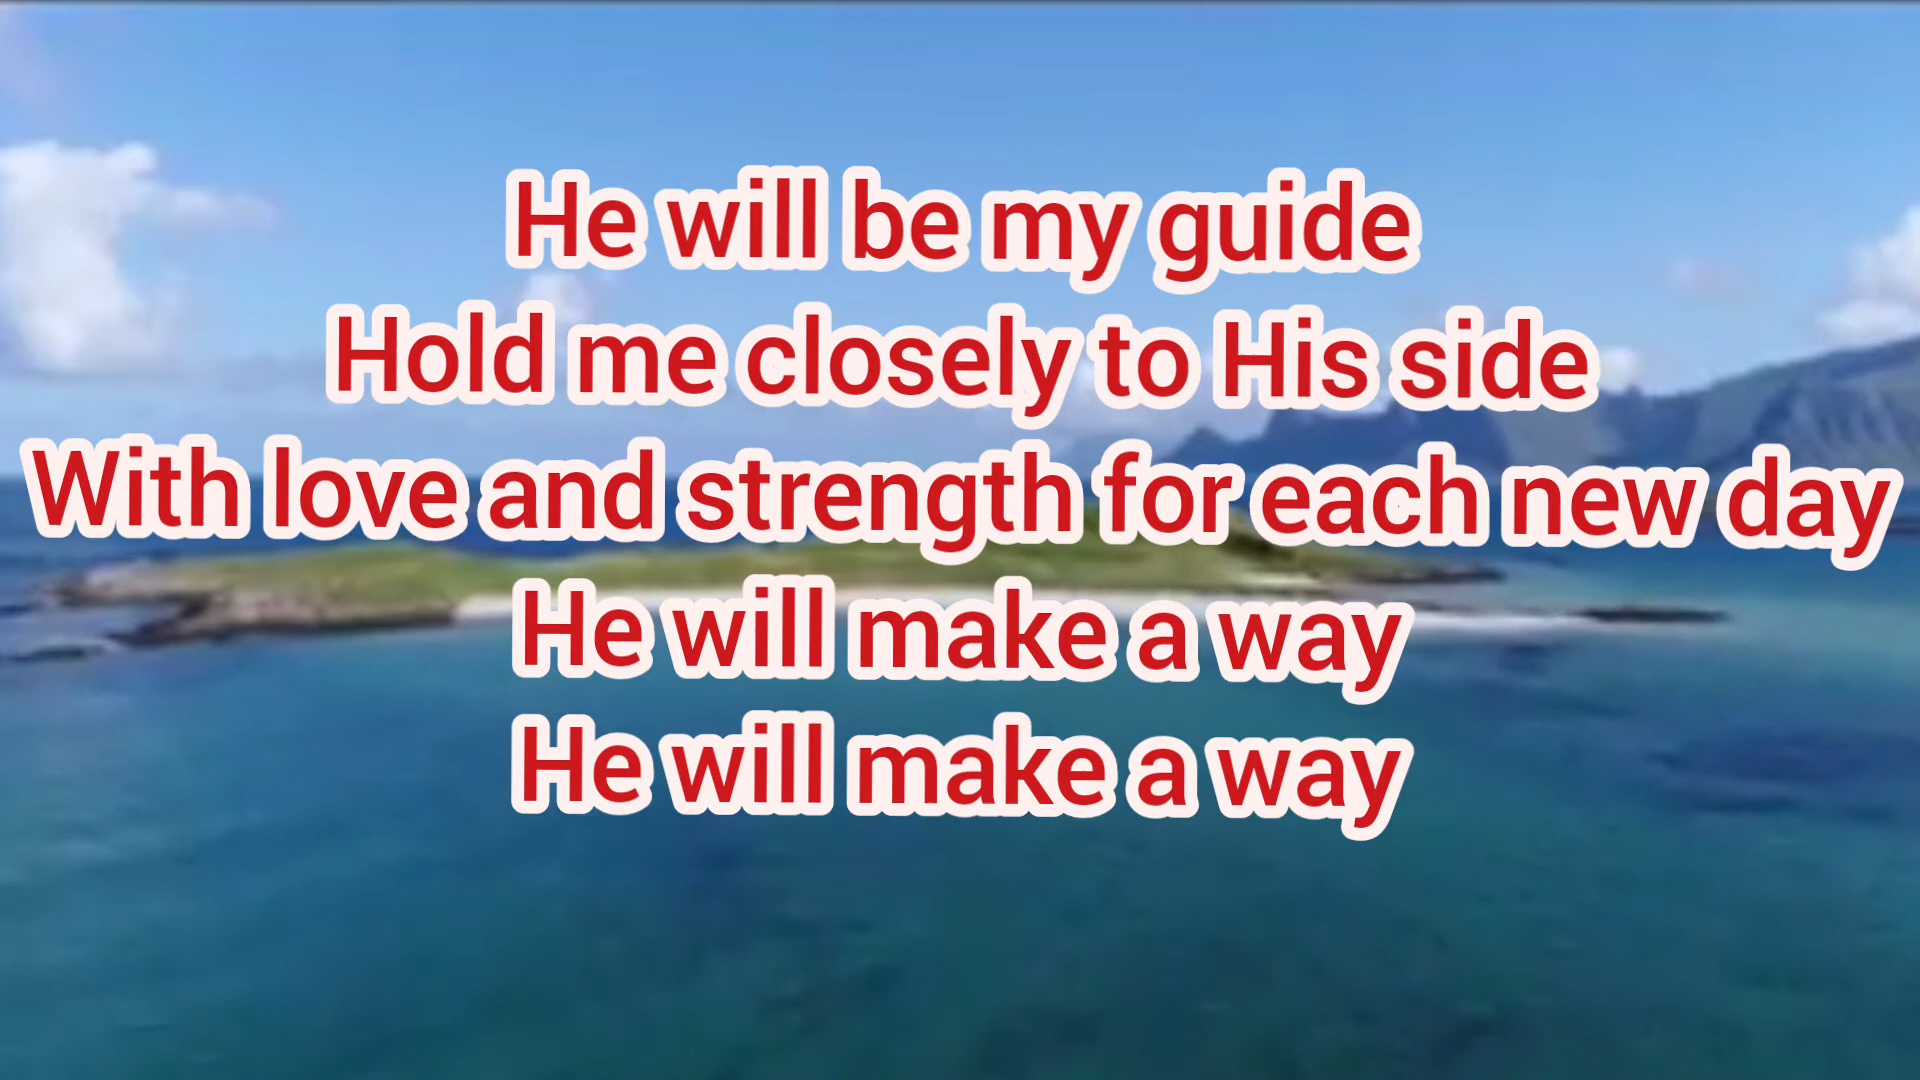 He will be my guide
Hold me closely to His side
With love and strength for each new day
He will make a way
He will make a way